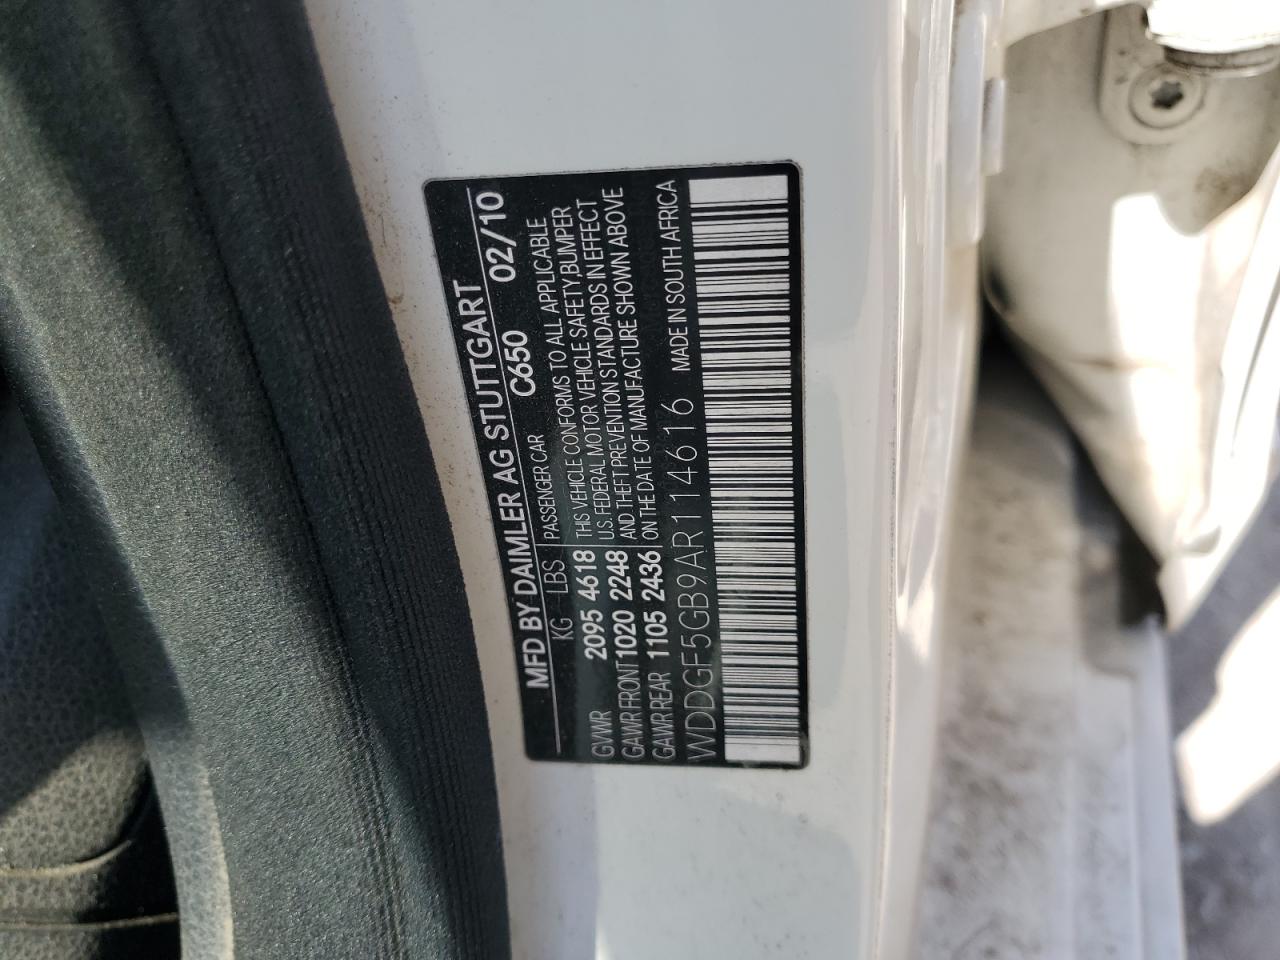 MFD BY DAIMLER AG STUTTGART
C650 02/10
KG LBS PASSENGER CAR
GVWR 2095 4618 THIS VEHICLE CONFORMS TO ALL APPLICABLE
U.S. FEDERAL MOTOR VEHICLE SAFETY,BUMPER
GAWR FRONT 1020 2248 AND THEFT PREVENTION STANDARDS IN EFFECT
GAWR REAR 1105 2436 ON THE DATE OF MANUFACTURE SHOWN ABOVE
WDDGF5GB9AR114616 MADE IN SOUTH AFRICA